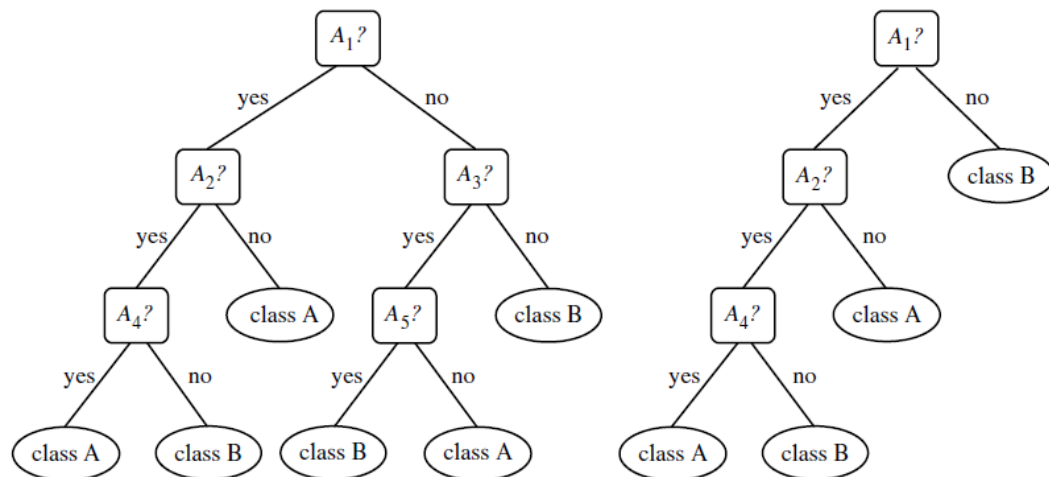 A1? A1?
yes no yes no
A2? A3? A2? class B
yes no yes no yes no
A4? class A A5? class B A4? class A
yes no yes no yes no
class A class B class B class A class A class B